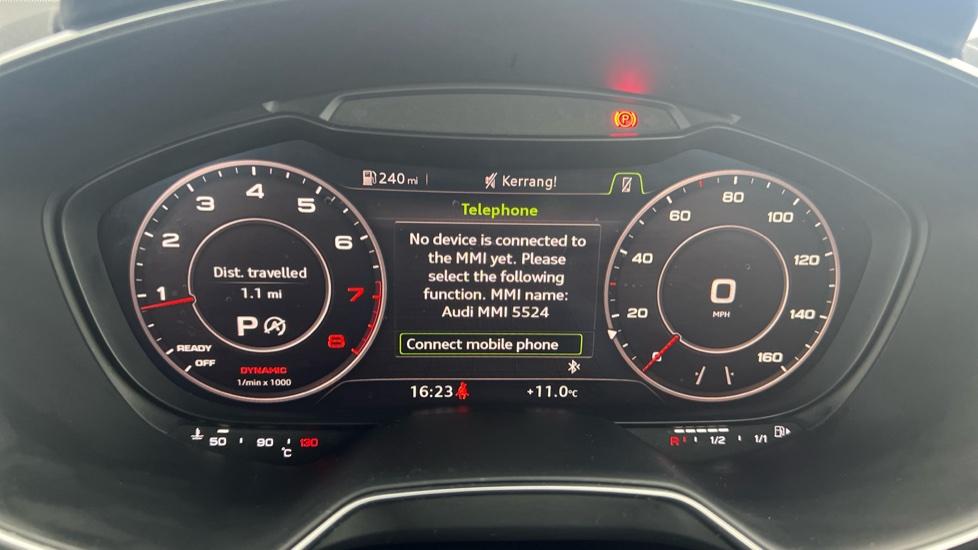 P
240 mi
Kerrang!
Telephone
No device is connected to
the MMI yet. Please
select the following
function. MMI name:
Audi MMI 5524
Connect mobile phone
16:23
+11.0°C
1
2
3
4
5
6
7
8
Dist. travelled
1.1 mi
P
READY
OFF
DYNAMIC
1/min x 1000
0
20
40
60
80
100
120
140
160
0
MPH
50
90
130
°C
R
1/2
1/1